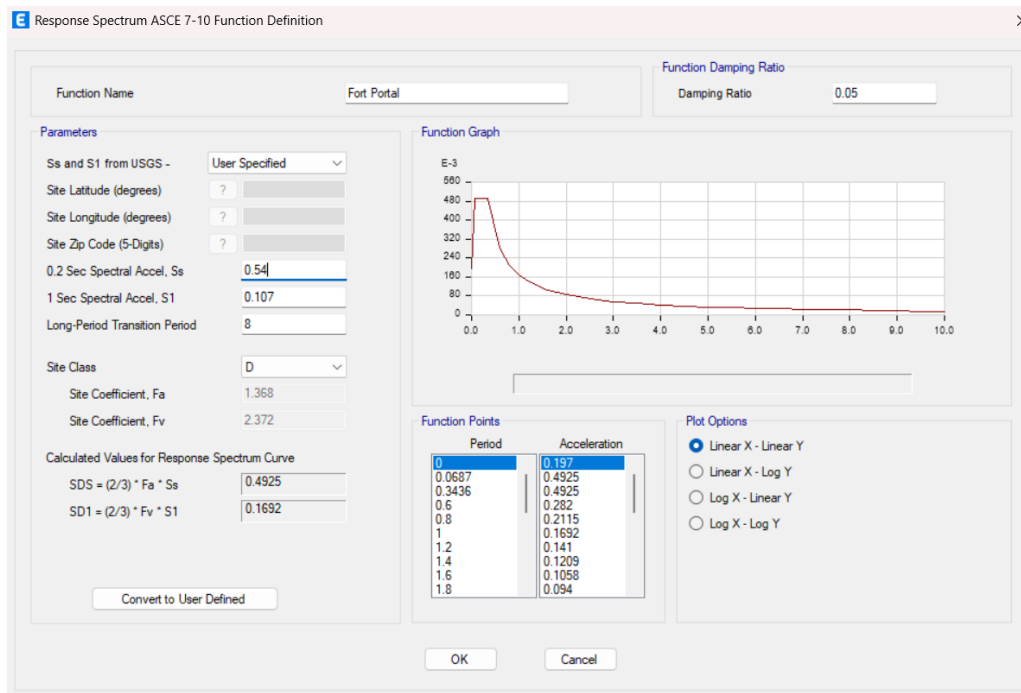 E Response Spectrum ASCE 7-10 Function Definition
Function Name Fort Portal
Function Damping Ratio
Damping Ratio 0.05
Parameters
Ss and S1 from USGS - User Specified
Site Latitude (degrees) ?
Site Longitude (degrees) ?
Site Zip Code (5-Digits) ?
0.2 Sec Spectral Accel, Ss 0.54
1 Sec Spectral Accel, S1 0.107
Long-Period Transition Period 8
Site Class D
Site Coefficient, Fa 1.368
Site Coefficient, Fv 2.372
Calculated Values for Response Spectrum Curve
SDS = (2/3) * Fa * Ss 0.4925
SD1 = (2/3) * Fv * S1 0.1692
Convert to User Defined
Function Graph
E-3
560
480
400
320
240
160
80
0
0.0 1.0 2.0 3.0 4.0 5.0 6.0 7.0 8.0 9.0 10.0
Function Points
Period Acceleration
0 0.197
0.0687 0.4925
0.3436 0.4925
0.6 0.282
0.8 0.2115
1 0.1692
1.2 0.141
1.4 0.1209
1.6 0.1058
1.8 0.094
Plot Options
Linear X - Linear Y
Linear X - Log Y
Log X - Linear Y
Log X - Log Y
OK Cancel